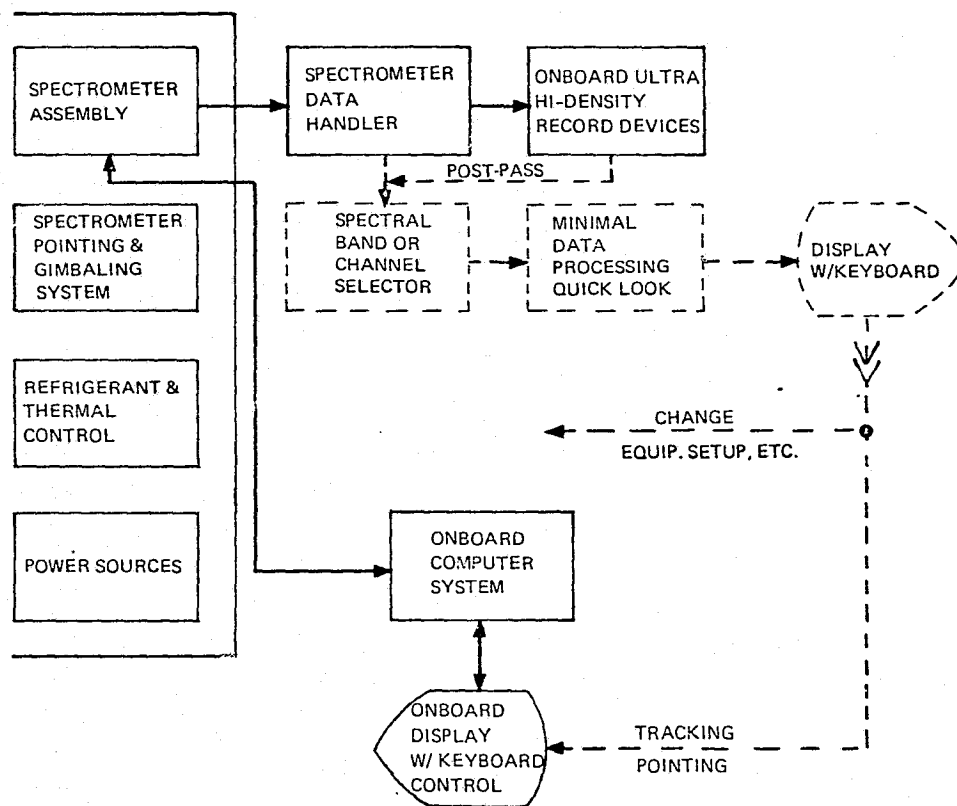 SPECTROMETER
ASSEMBLY
SPECTROMETER
DATA
HANDLER
ONBOARD ULTRA
HI-DENSITY
RECORD DEVICES
POST-PASS
SPECTROMETER
POINTING &
GIMBALING
SYSTEM
SPECTRAL
BAND OR
CHANNEL
SELECTOR
MINIMAL
DATA
PROCESSING
QUICK LOOK
DISPLAY
W/KEYBOARD
REFRIGERANT &
THERMAL
CONTROL
CHANGE
EQUIP. SETUP, ETC.
POWER SOURCES
ONBOARD
COMPUTER
SYSTEM
ONBOARD
DISPLAY
W/ KEYBOARD
CONTROL
TRACKING
POINTING